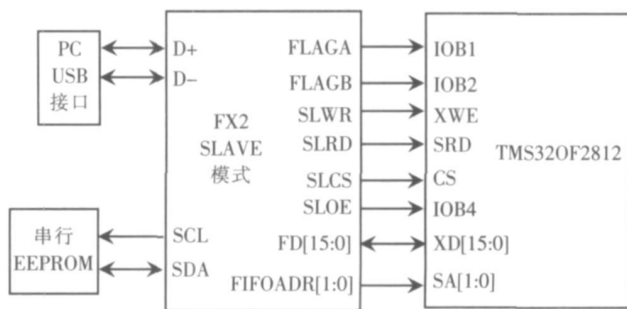 PC
USB
接口
串行
EEPROM
D+
D-
FX2
SLAVE
模式
SCL
SDA
FLAGA
FLAGB
SLWR
SLRD
SLCS
SLOE
FD[15:0]
FIFOADR[1:0]
IOB1
IOB2
XWE
SRD
CS
IOB4
XD[15:0]
SA[1:0]
TMS32OF2812